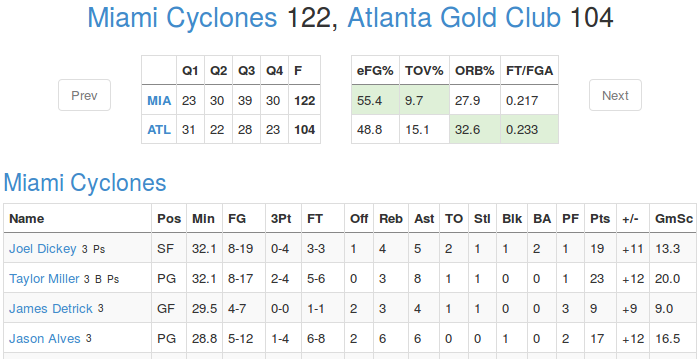 Miami Cyclones 122, Atlanta Gold Club 104
Q1 Q2 Q3 Q4 F
MIA 23 30 39 30 122
ATL 31 22 28 23 104
eFG% TOV% ORB% FT/FGA
55.4 9.7 27.9 0.217
48.8 15.1 32.6 0.233
Prev
Next
Miami Cyclones
Name Pos Min FG 3Pt FT Off Reb Ast TO Stl Blk BA PF Pts +/- GmSc
Joel Dickey 3 Ps SF 32.1 8-19 0-4 3-3 1 4 5 2 1 1 2 1 19 +11 13.3
Taylor Miller 3 B Ps PG 32.1 8-17 2-4 5-6 0 3 8 1 1 0 0 1 23 +12 20.0
James Detrick 3 GF 29.5 4-7 0-0 1-1 2 3 4 1 1 0 0 3 9 +9 9.0
Jason Alves 3 PG 28.8 5-12 1-4 6-8 2 6 6 0 0 1 0 2 17 +12 16.5